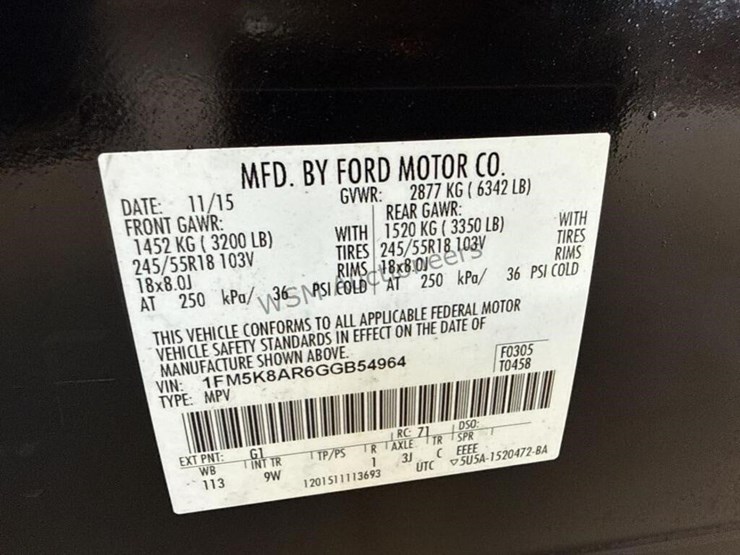 MFD. BY FORD MOTOR CO.
DATE: 11/15 GVWR: 2877 KG ( 6342 LB)
FRONT GAWR: REAR GAWR:
1452 KG ( 3200 LB) WITH 1520 KG ( 3350 LB) WITH
245/55R18 103V TIRES 245/55R18 103V TIRES
18x8.0J RIMS 18x8.0J RIMS
AT 250 kPa/ 36 PSI COLD AT 250 kPa/ 36 PSI COLD
WSM Auctioneers
THIS VEHICLE CONFORMS TO ALL APPLICABLE FEDERAL MOTOR
VEHICLE SAFETY STANDARDS IN EFFECT ON THE DATE OF
MANUFACTURE SHOWN ABOVE.
VIN: 1FM5K8AR6GGB54964 F0305
TYPE: MPV T0458
EXT PNT: G1 RC: 71 DSO:
WB INT TR TP/PS R AXLE TR SPR
113 9W 1 3J C EEEE
1201511113693 UTC ▽5U5A-1520472-BA